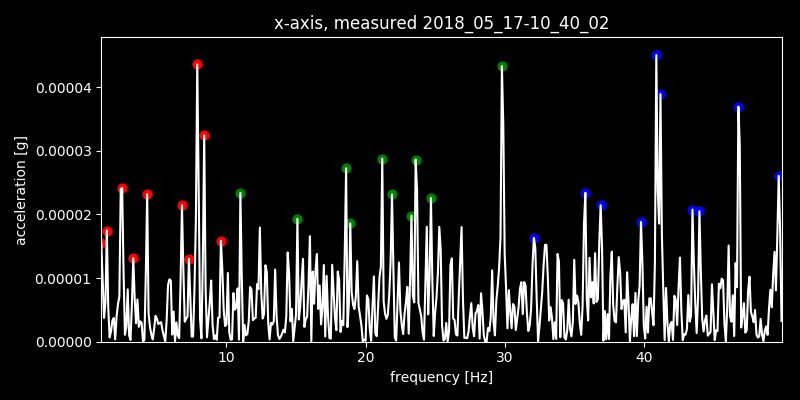 x-axis, measured 2018_05_17-10_40_02
0.00004
0.00003
0.00002
0.00001
0.00000
acceleration [g]
10 20 30 40
frequency [Hz]